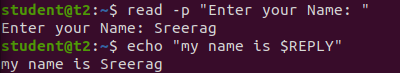 student@t2:~$ read -p "Enter your Name: "
Enter your Name: Sreerag
student@t2:~$ echo "my name is $REPLY"
my name is Sreerag